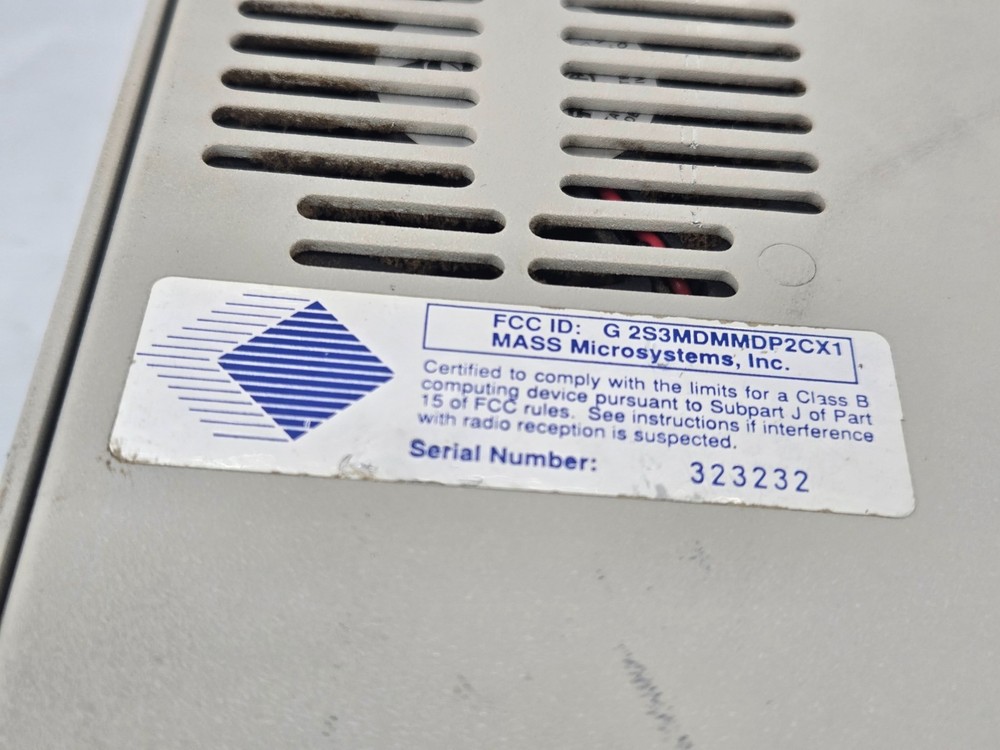 FCC ID: G 2S3MDMMDP2CX1
MASS Microsystems, Inc.
Certified to comply with the limits for a Class B
computing device pursuant to Subpart J of Part
15 of FCC rules. See instructions if interference
with radio reception is suspected.
Serial Number: 323232